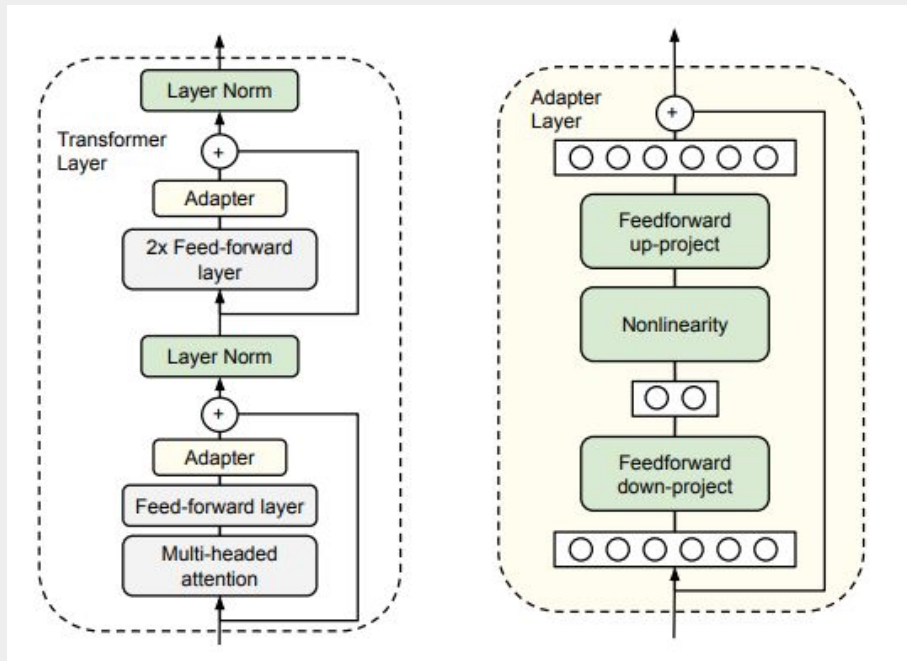 Layer Norm
Transformer
Layer
+
Adapter
2x Feed-forward
layer
Layer Norm
+
Adapter
Feed-forward layer
Multi-headed
attention
Adapter
Layer
+
Feedforward
up-project
Nonlinearity
Feedforward
down-project